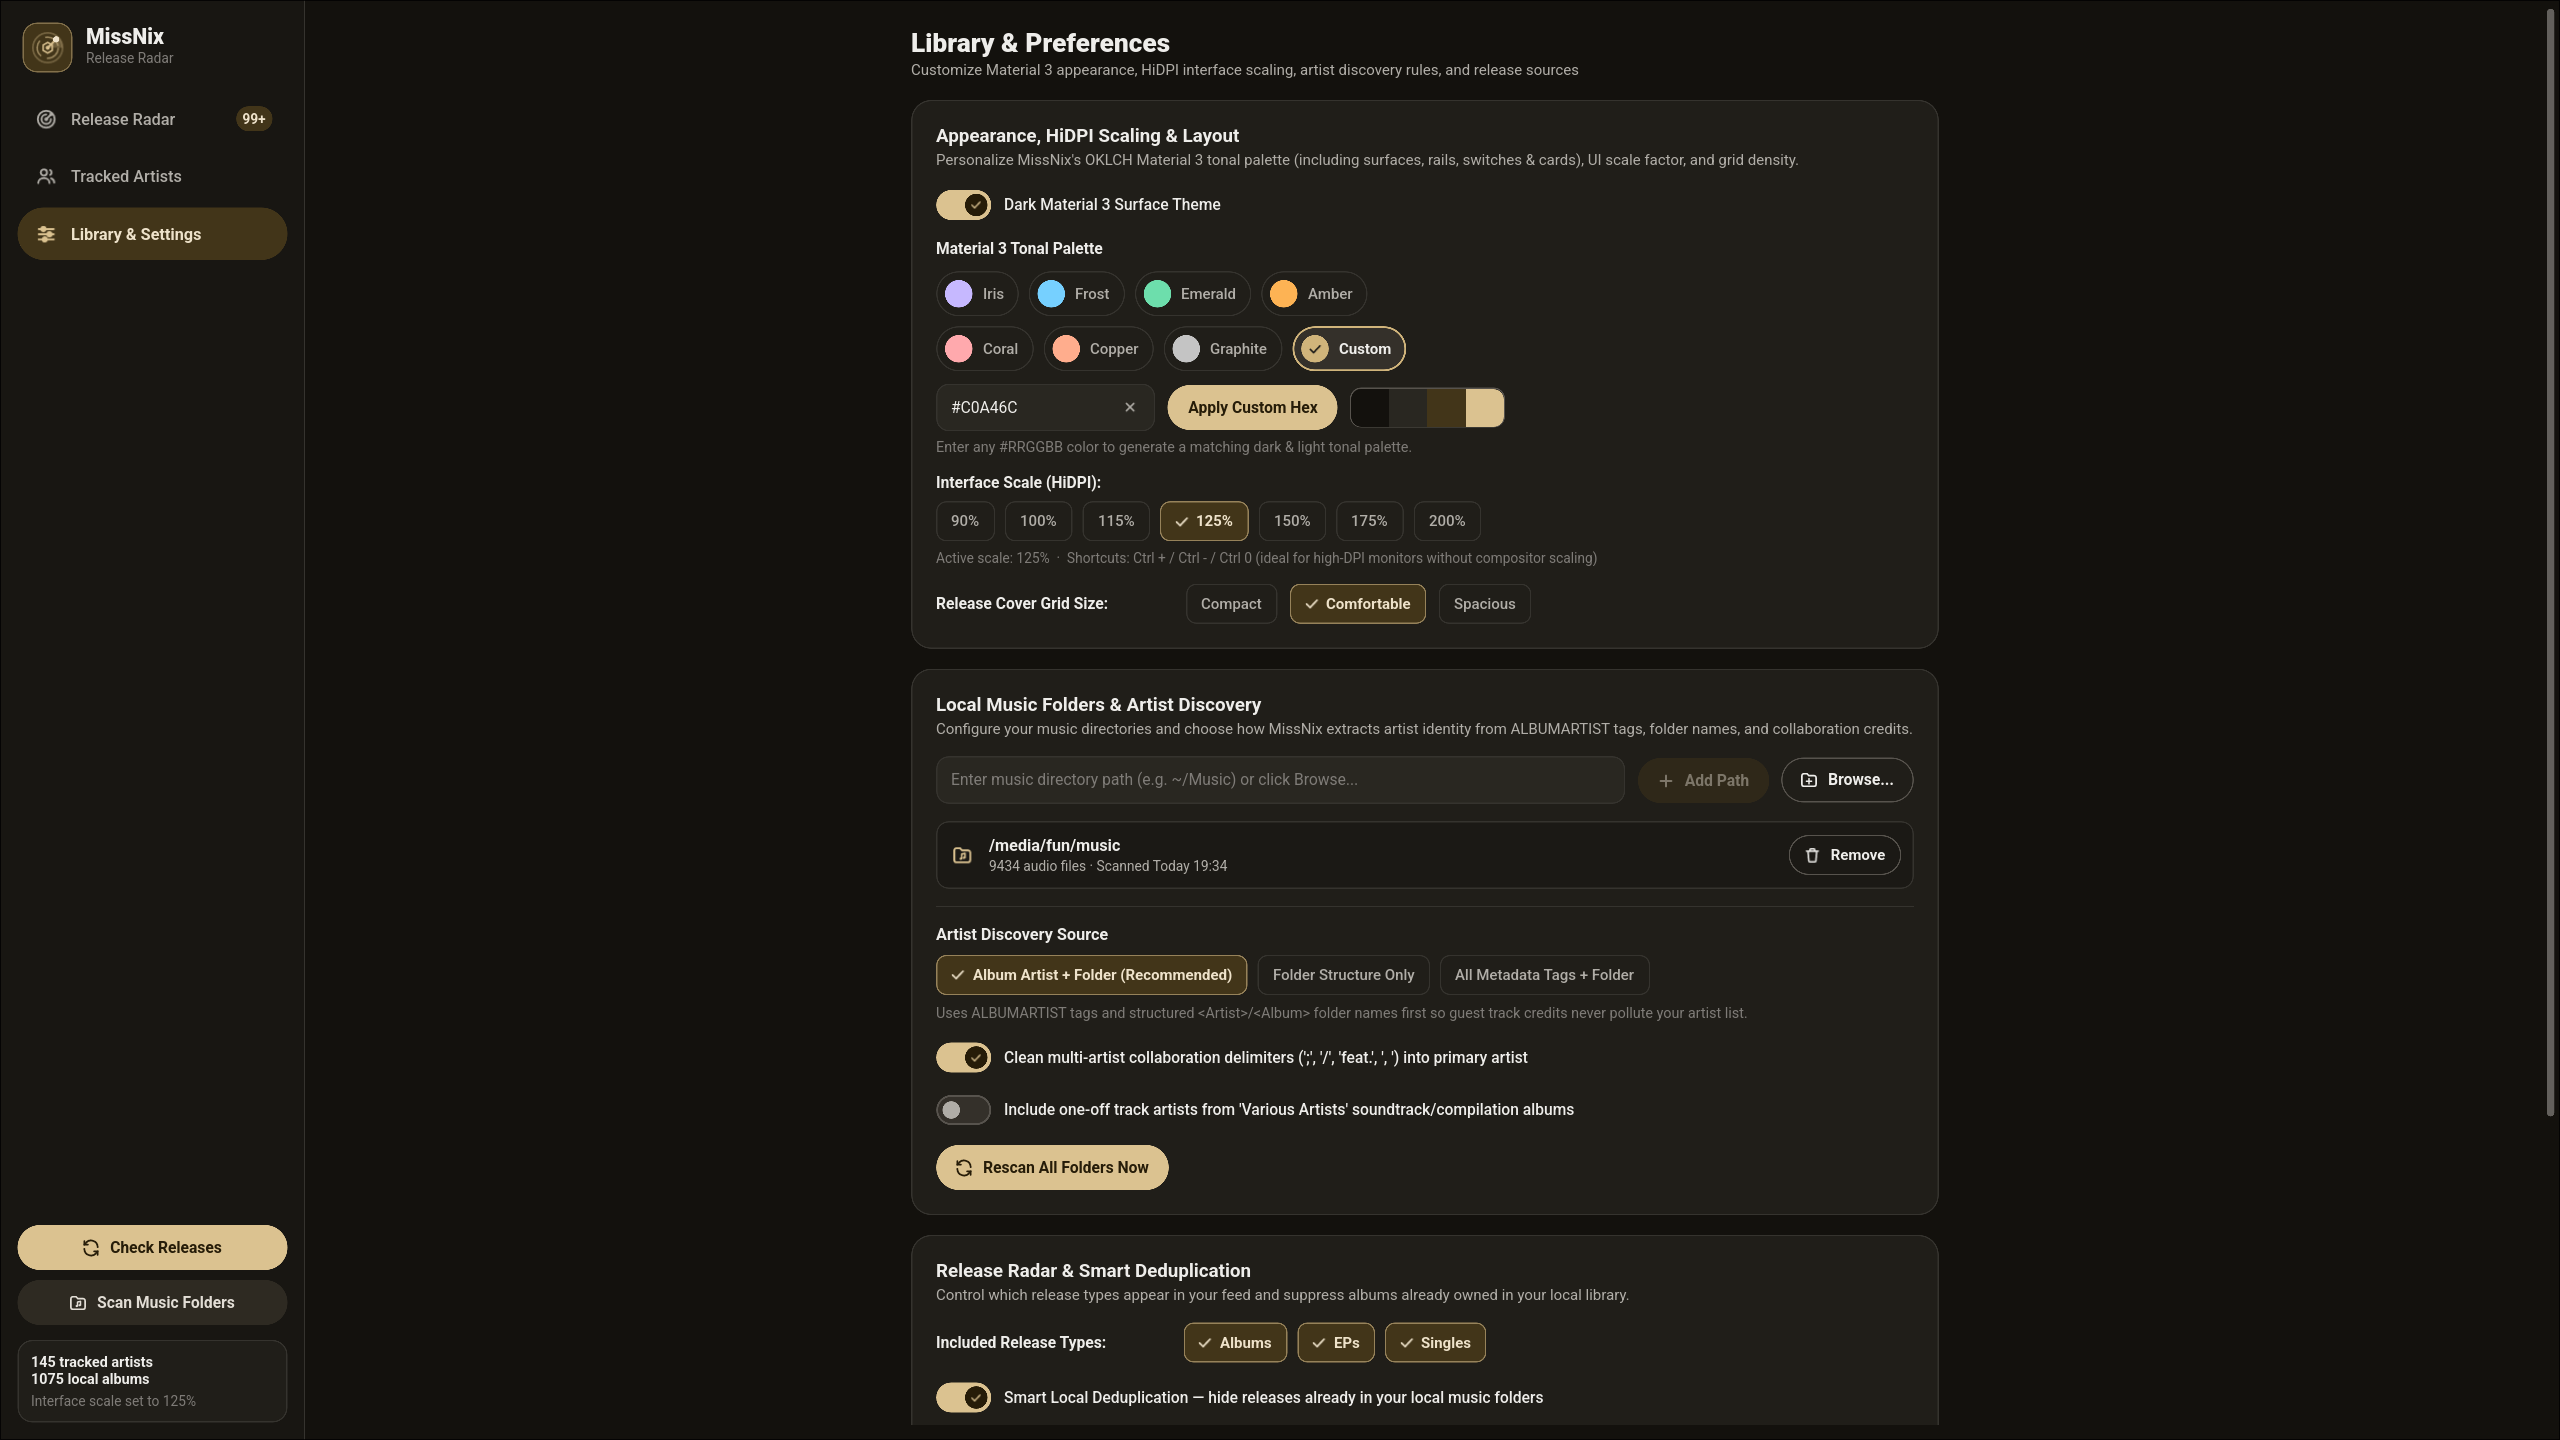 MissNix
Release Radar
Release Radar 99+
Tracked Artists
Library & Settings
Check Releases
Scan Music Folders
145 tracked artists
1075 local albums
Interface scale set to 125%
Library & Preferences
Customize Material 3 appearance, HiDPI interface scaling, artist discovery rules, and release sources
Appearance, HiDPI Scaling & Layout
Personalize MissNix's OKLCH Material 3 tonal palette (including surfaces, rails, switches & cards), UI scale factor, and grid density.
Dark Material 3 Surface Theme
Material 3 Tonal Palette
Iris Frost Emerald Amber
Coral Copper Graphite Custom
#C0A46C Apply Custom Hex
Enter any #RRGGBB color to generate a matching dark & light tonal palette.
Interface Scale (HiDPI):
90% 100% 115% 125% 150% 175% 200%
Active scale: 125% · Shortcuts: Ctrl + / Ctrl - / Ctrl 0 (ideal for high-DPI monitors without compositor scaling)
Release Cover Grid Size: Compact Comfortable Spacious
Local Music Folders & Artist Discovery
Configure your music directories and choose how MissNix extracts artist identity from ALBUMARTIST tags, folder names, and collaboration credits.
Enter music directory path (e.g. ~/Music) or click Browse... Add Path Browse...
/media/fun/music
9434 audio files · Scanned Today 19:34
Remove
Artist Discovery Source
Album Artist + Folder (Recommended) Folder Structure Only All Metadata Tags + Folder
Uses ALBUMARTIST tags and structured <Artist>/<Album> folder names first so guest track credits never pollute your artist list.
Clean multi-artist collaboration delimiters (';', '/', 'feat.', ', ') into primary artist
Include one-off track artists from 'Various Artists' soundtrack/compilation albums
Rescan All Folders Now
Release Radar & Smart Deduplication
Control which release types appear in your feed and suppress albums already owned in your local library.
Included Release Types: Albums EPs Singles
Smart Local Deduplication — hide releases already in your local music folders